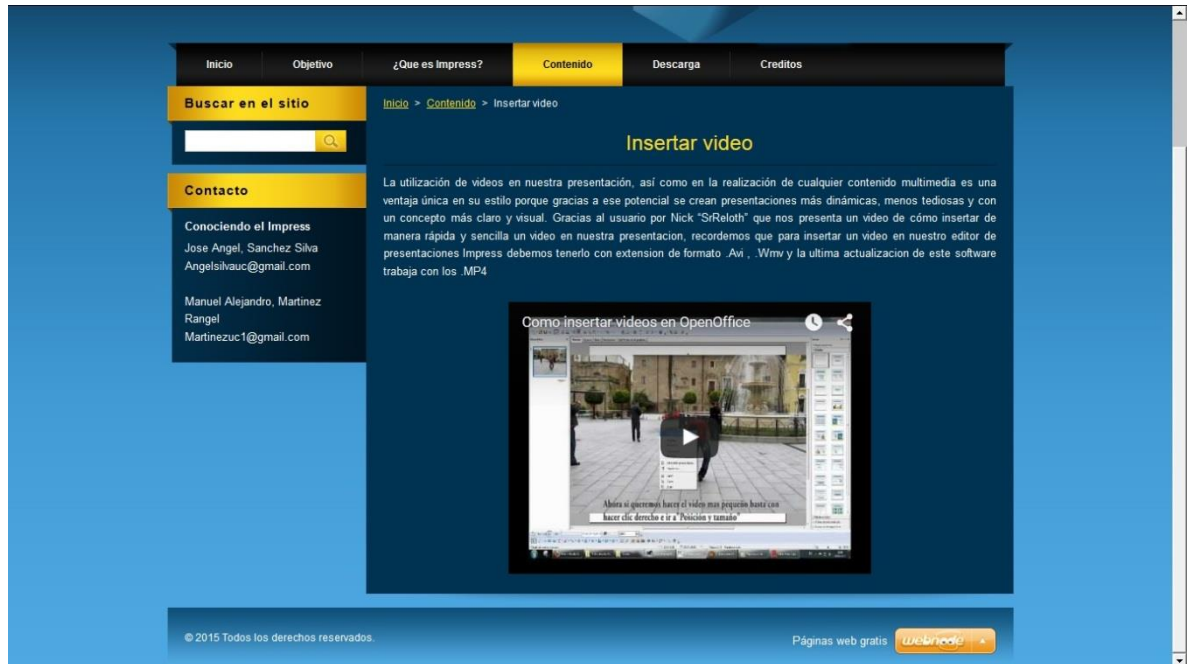 Inicio
Objetivo
¿Que es Impress?
Contenido
Descarga
Creditos
Buscar en el sitio
Contacto
Conociendo el Impress
Jose Angel, Sanchez Silva
Angelsilvauc@gmail.com
Manuel Alejandro, Martinez
Rangel
Martinezuc1@gmail.com
Inicio > Contenido > Insertar video
Insertar video
La utilización de videos en nuestra presentación, así como en la realización de cualquier contenido multimedia es una
ventaja única en su estilo porque gracias a ese potencial se crean presentaciones más dinámicas, menos tediosas y con
un concepto más claro y visual. Gracias al usuario por Nick “SrReloth” que nos presenta un video de cómo insertar de
manera rápida y sencilla un video en nuestra presentacion, recordemos que para insertar un video en nuestro editor de
presentaciones Impress debemos tenerlo con extension de formato .Avi , .Wmv y la ultima actualizacion de este software
trabaja con los .MP4
Como insertar videos en OpenOffice
Ahora si queremos hacer el video mas pequeño basta con
hacer clic derecho e ir a "Posición y tamaño"
© 2015 Todos los derechos reservados.
Páginas web gratis
webnode